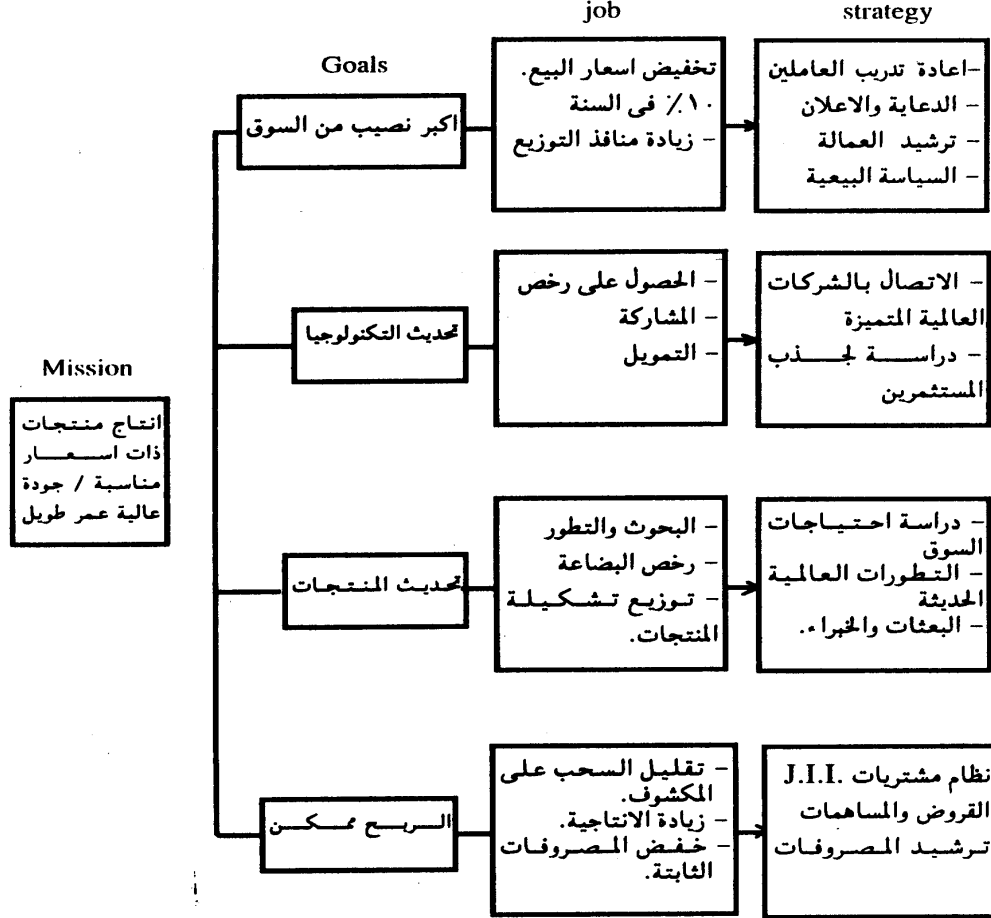 job
strategy
Goals
تخفيض اسعار البيع.
١٠٪ فى السنة
– زيادة منافذ التوزيع
–اعادة تدريب العاملين
– الدعاية والاعلان
– ترشيد العمالة
– السياسة البيعية
اكبر نصيب من السوق
– الحصول على رخص
– المشاركة
– التمويل
– الاتصال بالشركات
العالمية المتميزة
– دراسة لجذب
المستثمرين
تحديث التكنولوجيا
Mission
انتاج منتجات
ذات اسعار
مناسبة / جودة
عالية عمر طويل
تحديث المنتجات
– البحوث والتطور
– رخص البضاعة
– توزيع تشكيلة
المنتجات.
– دراسة احتياجات
السوق
– التطورات العالمية
الحديثة
– البعثات والخبراء.
الربح ممكن
– تقليل السحب على
المكشوف.
– زيادة الانتاجية.
– خفض المصروفات
الثابتة.
نظام مشتريات J.I.I.
القروض والمساهمات
ترشيد المصروفات